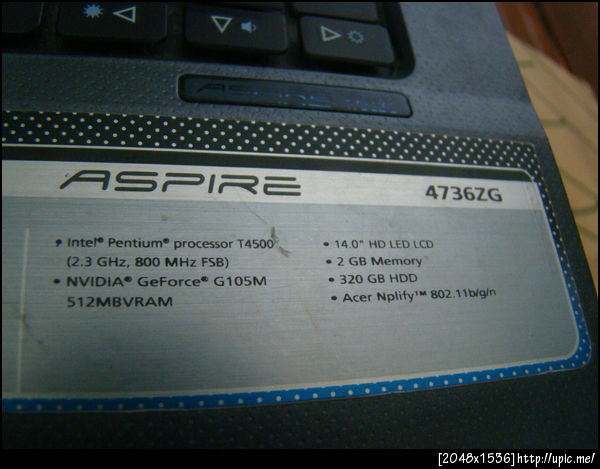 ASPIRE
ASPIRE 4736ZG
• Intel® Pentium® processor T4500
(2.3 GHz, 800 MHz FSB)
• NVIDIA® GeForce® G105M
512MBVRAM
• 14.0" HD LED LCD
• 2 GB Memory
• 320 GB HDD
• Acer Nplify™ 802.11b/g/n
[2048x1536]http://upic.me/